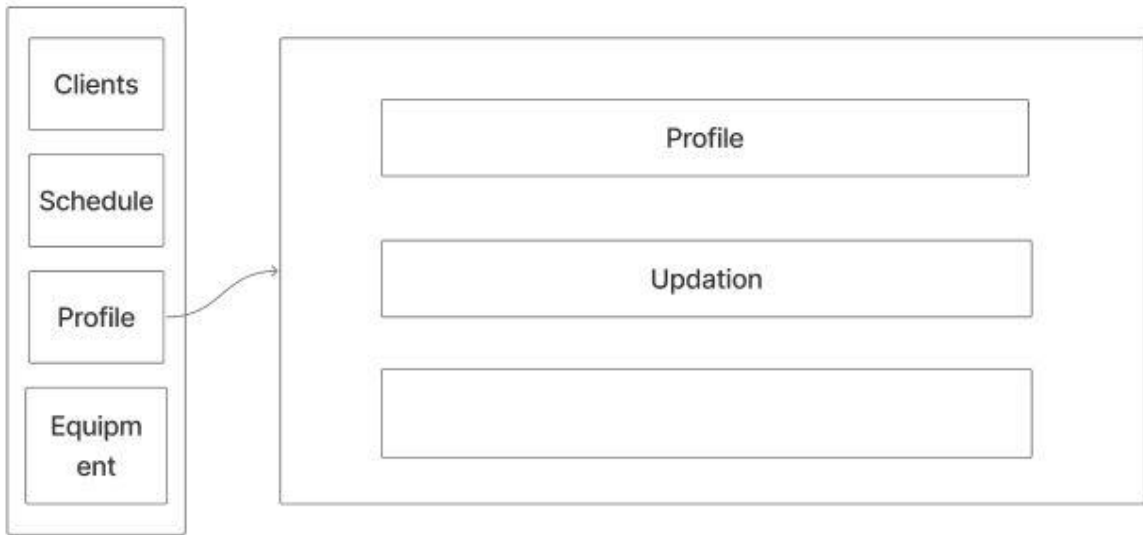 Clients
Schedule
Profile
Equipm
ent
Profile
Updation